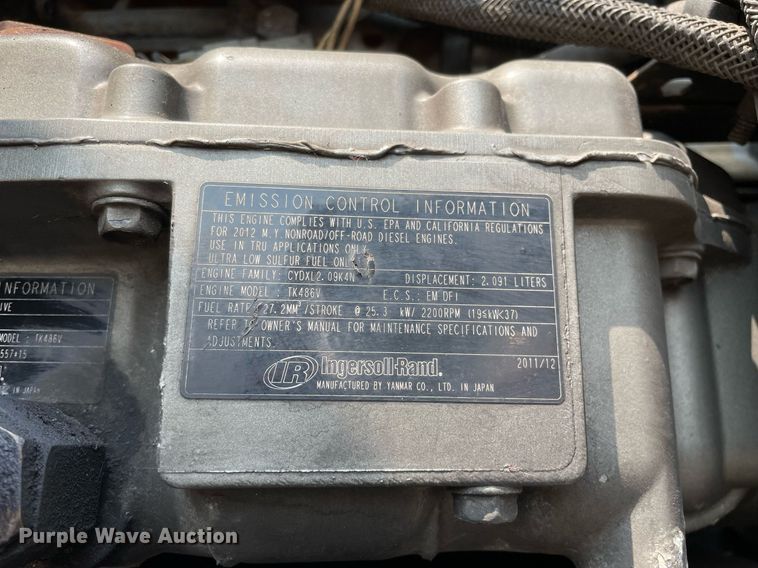 EMISSION CONTROL INFORMATION
THIS ENGINE COMPLIES WITH U.S. EPA AND CALIFORNIA REGULATIONS
FOR 2012 M.Y.NONROAD/OFF-ROAD DIESEL ENGINES.
USE IN TRU APPLICATIONS ONLY.
ULTRA LOW SULFUR FUEL ONLY
ENGINE FAMILY: CYDXL2.09K4N DISPLACEMENT: 2.091 LITERS
ENGINE MODEL : TK486V E.C.S.: EM DFI
FUEL RATE: 27.2MM³/STROKE @ 25.3 kW/ 2200RPM (19≤kW<37)
REFER TO OWNER'S MANUAL FOR MAINTENANCE SPECIFICATIONS AND
ADJUSTMENTS.
IR Ingersoll-Rand. 2011/12
MANUFACTURED BY YANMAR CO., LTD. IN JAPAN
NFORMATION
IVE
MODEL : TK486V
557*15
IN JAPAN
Purple Wave Auction